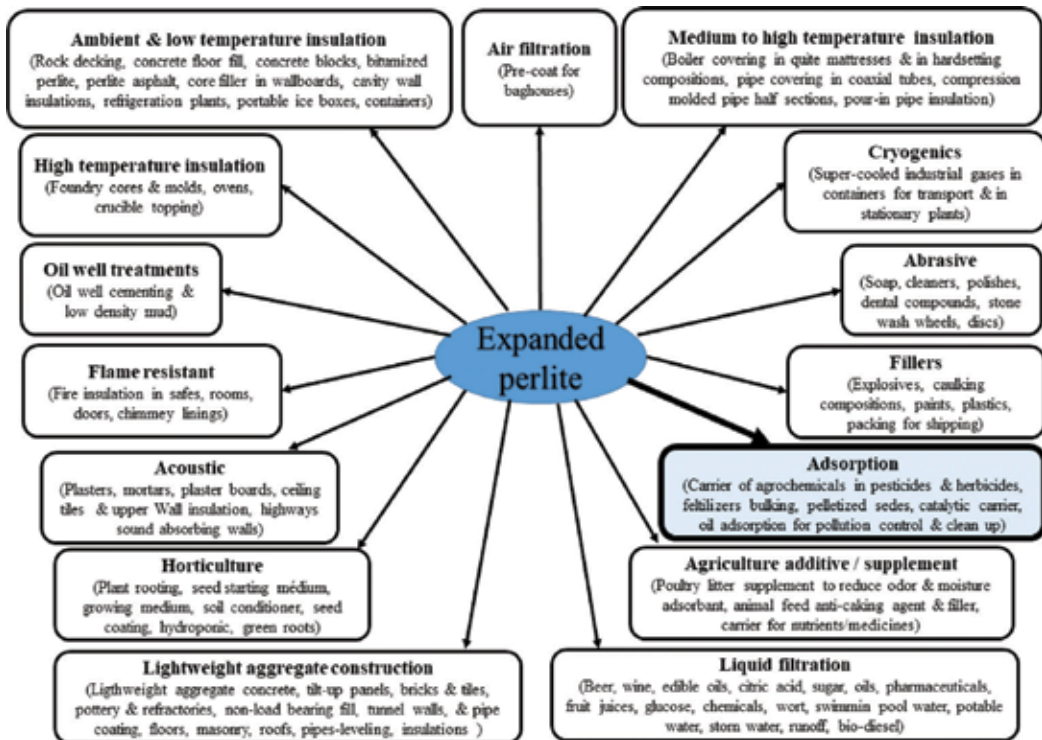 Ambient & low temperature insulation
(Rock decking, concrete floor fill, concrete blocks, bitumized
perlite, perlite asphalt, core filler in wallboards, cavity wall
insulations, refrigeration plants, portable ice boxes, containers)
Air filtration
(Pre-coat for
baghouses)
Medium to high temperature insulation
(Boiler covering in quite mattresses & in hardsetting
compositions, pipe covering in coaxial tubes, compression
molded pipe half sections, pour-in pipe insulation)
High temperature insulation
(Foundry cores & molds, ovens,
crucible topping)
Cryogenics
(Super-cooled industrial gases in
containers for transport & in
stationary plants)
Oil well treatments
(Oil well cementing &
low density mud)
Abrasive
(Soap, cleaners, polishes,
dental compounds, stone
wash wheels, discs)
Expanded
perlite
Flame resistant
(Fire insulation in safes, rooms,
doors, chimney linings)
Fillers
(Explosives, caulking
compositions, paints, plastics,
packing for shipping)
Acoustic
(Plasters, mortars, plaster boards, ceiling
tiles & upper Wall insulation, highways
sound absorbing walls)
Adsorption
(Carrier of agrochemicals in pesticides & herbicides,
feltilizers bulking, pelletized sedes, catalytic carrier,
oil adsorption for pollution control & clean up)
Horticulture
(Plant rooting, seed starting médium,
growing medium, soil conditioner, seed
coating, hydroponic, green roots)
Agriculture additive / supplement
(Poultry litter supplement to reduce odor & moisture
adsorbant, animal feed anti-caking agent & filler,
carrier for nutrients/medicines)
Lightweight aggregate construction
(Ligthweight aggregate concrete, tilt-up panels, bricks & tiles,
pottery & refractories, non-load bearing fill, tunnel walls, & pipe
coating, floors, masonry, roofs, pipes-leveling, insulations )
Liquid filtration
(Beer, wine, edible oils, citric acid, sugar, oils, pharmaceuticals,
fruit juices, glucose, chemicals, wort, swimmin pool water, potable
water, storn water, runoff, bio-diesel)